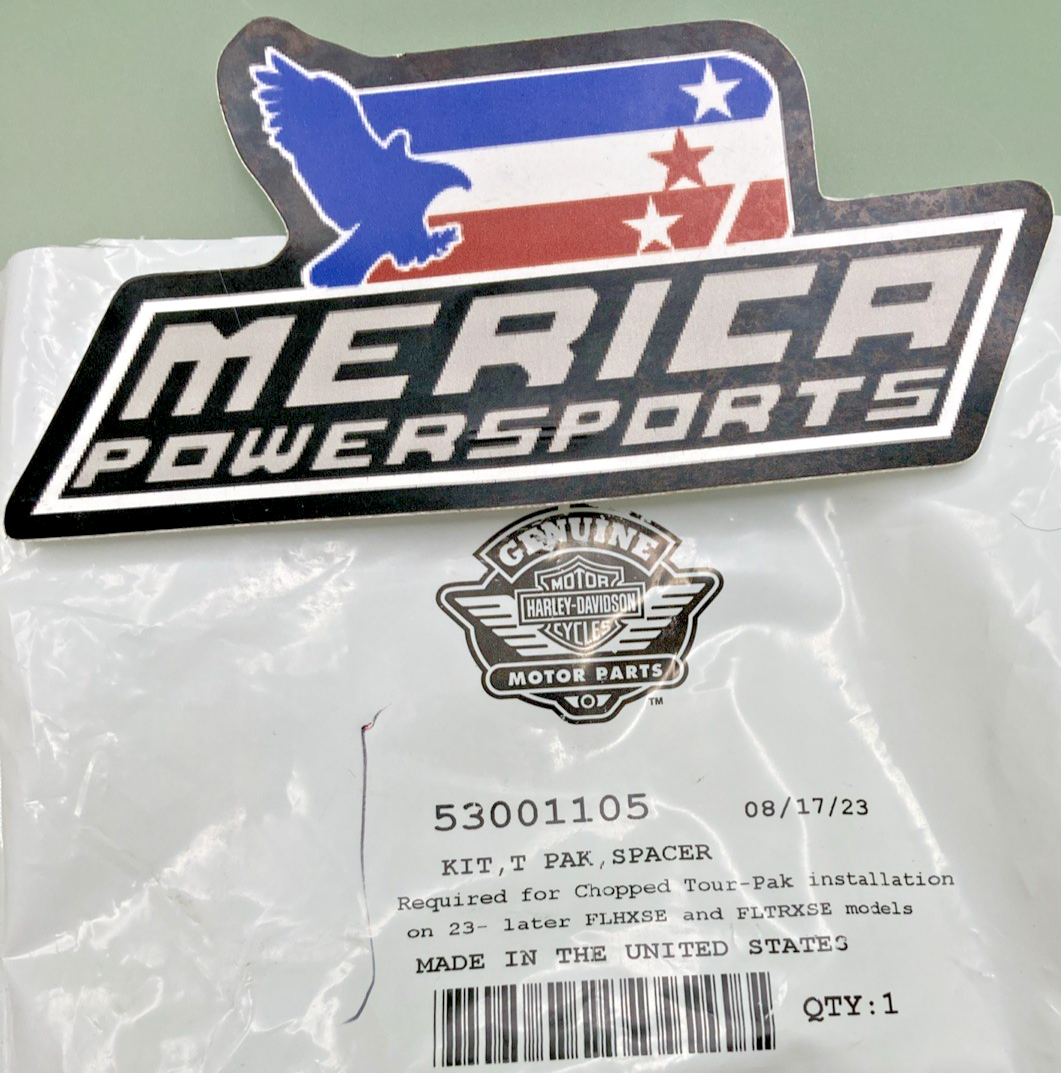 MERICA
POWERSPORTS
GENUINE
MOTOR
HARLEY-DAVIDSON
CYCLES
MOTOR PARTS
TM
53001105 08/17/23
KIT,T PAK,SPACER
Required for Chopped Tour-Pak installation
on 23- later FLHXSE and FLTRXSE models
MADE IN THE UNITED STATES
QTY:1